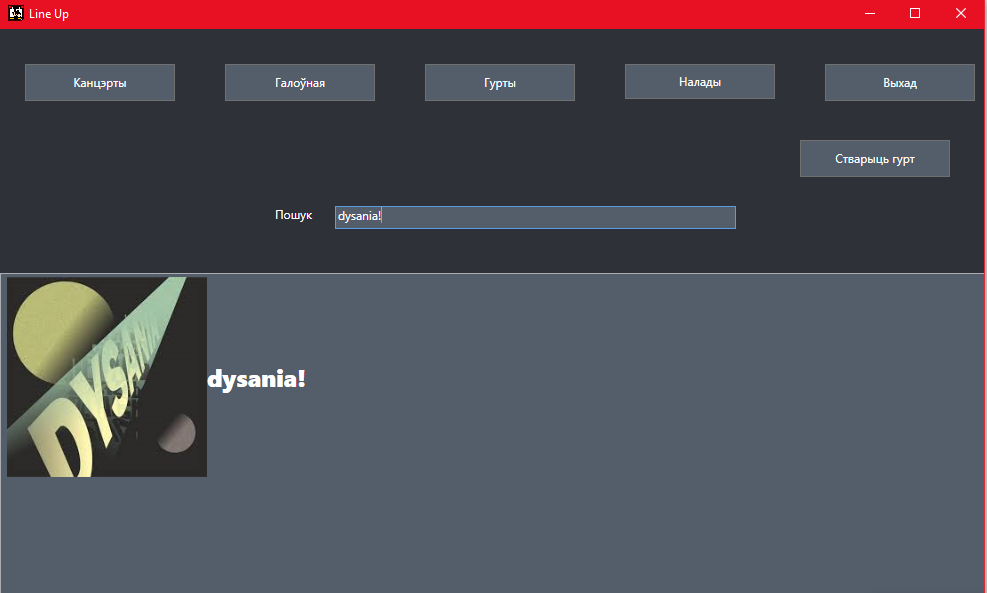 Line Up
Канцэрты
Галоўная
Гурты
Налады
Выхад
Стварыць гурт
Пошук
dysania!
DYSANIA
dysania!